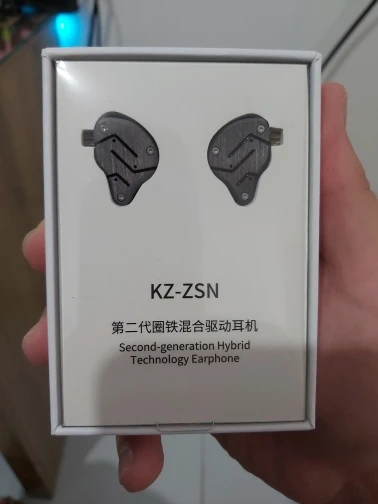 KZ-ZSN
第二代圈铁混合驱动耳机
Second-generation Hybrid
Technology Earphone